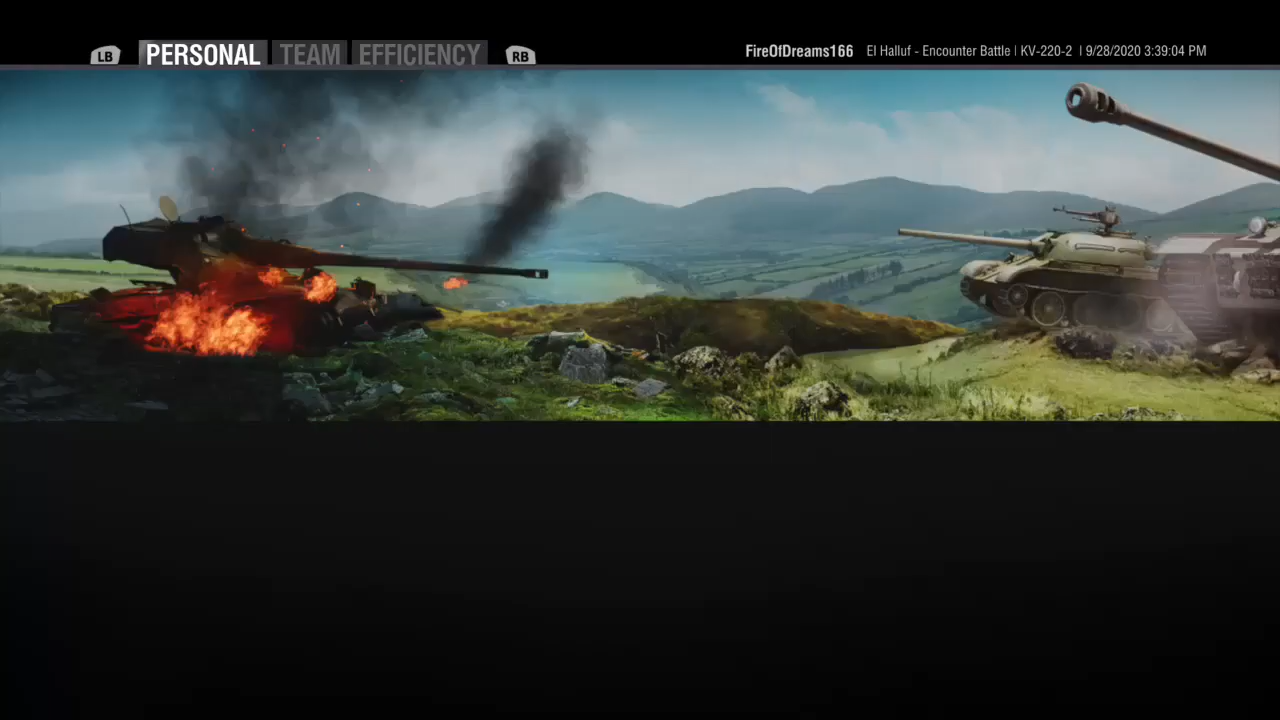 LB PERSONAL TEAM EFFICIENCY RB FireOfDreams166 El Halluf - Encounter Battle | KV-220-2 | 9/28/2020 3:39:04 PM